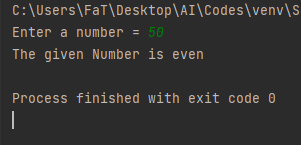 C:\Users\FaT\Desktop\AI\Codes\venv\S
Enter a number = 50
The given Number is even
Process finished with exit code 0